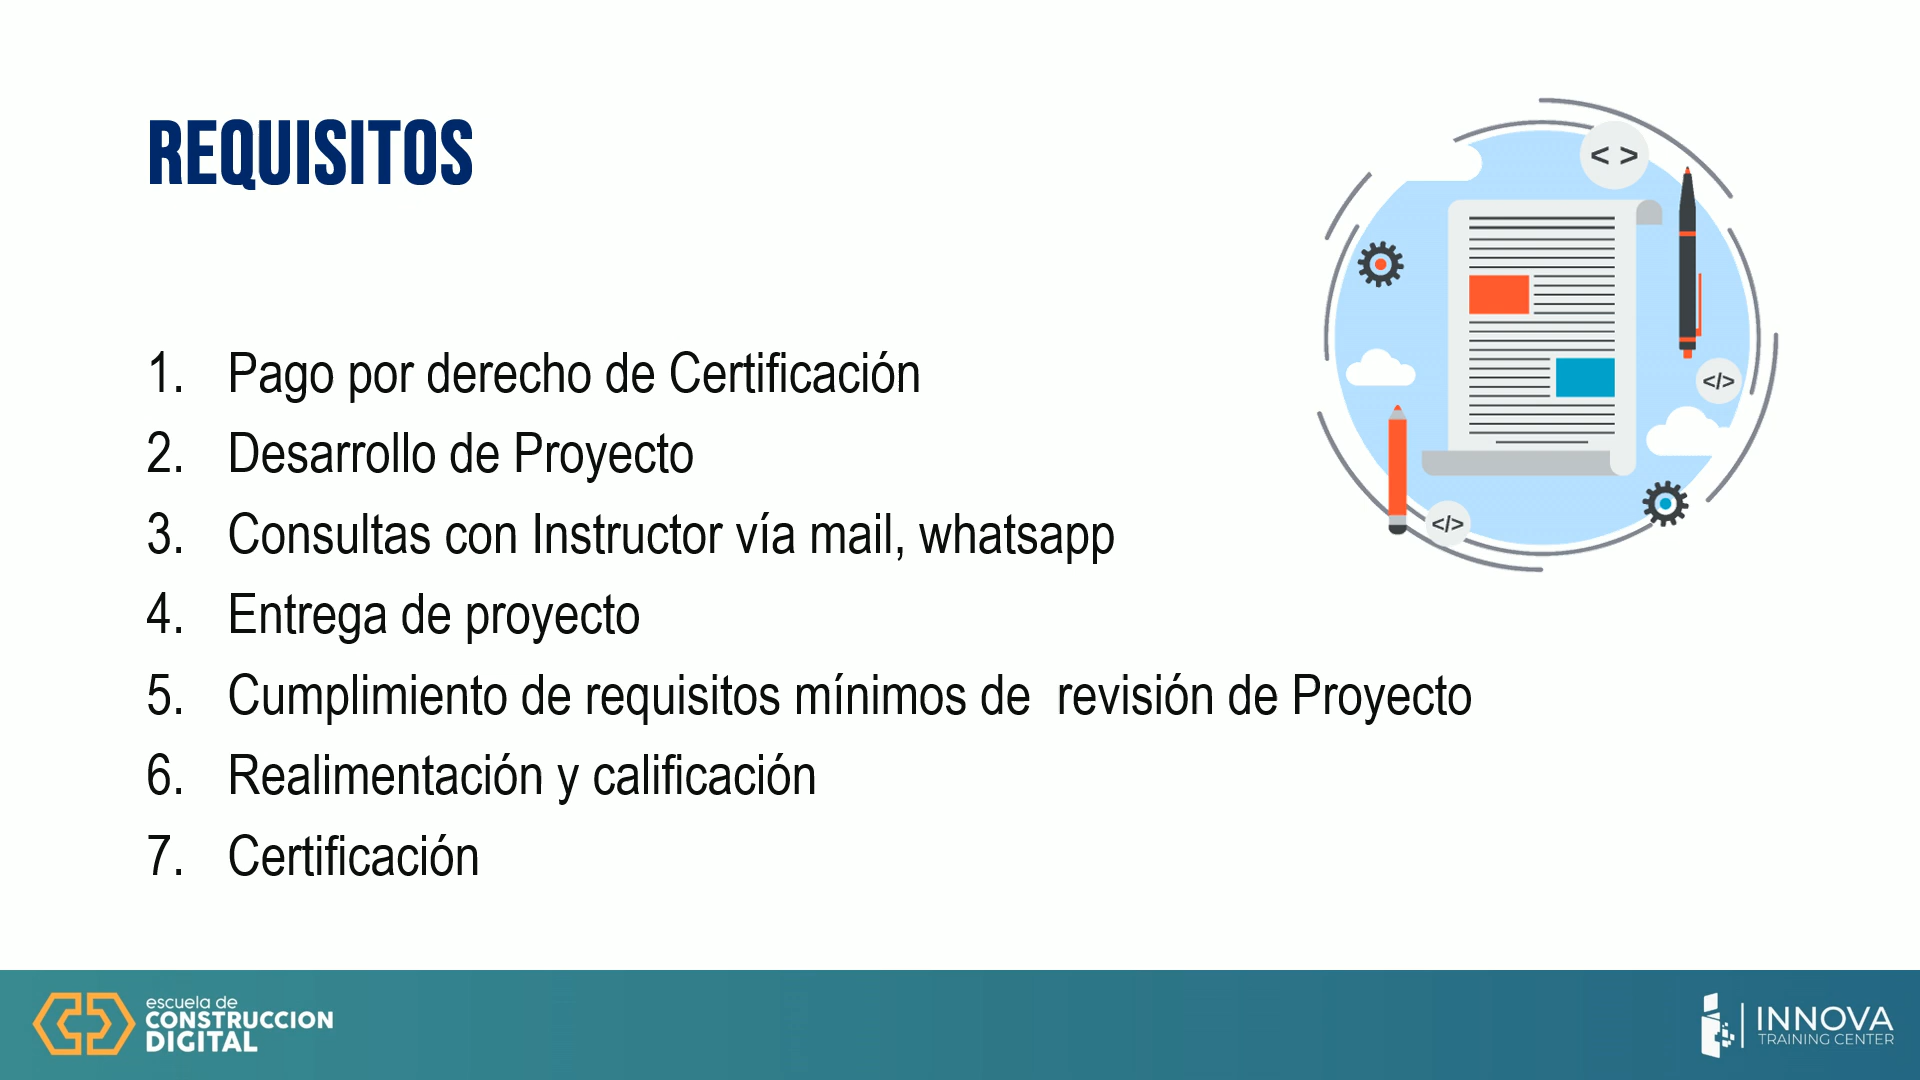 REQUISITOS
< >
</>
</>
1. Pago por derecho de Certificación
2. Desarrollo de Proyecto
3. Consultas con Instructor vía mail, whatsapp
4. Entrega de proyecto
5. Cumplimiento de requisitos mínimos de  revisión de Proyecto
6. Realimentación y calificación
7. Certificación
escuela de
CONSTRUCCION
DIGITAL
INNOVA
TRAINING CENTER